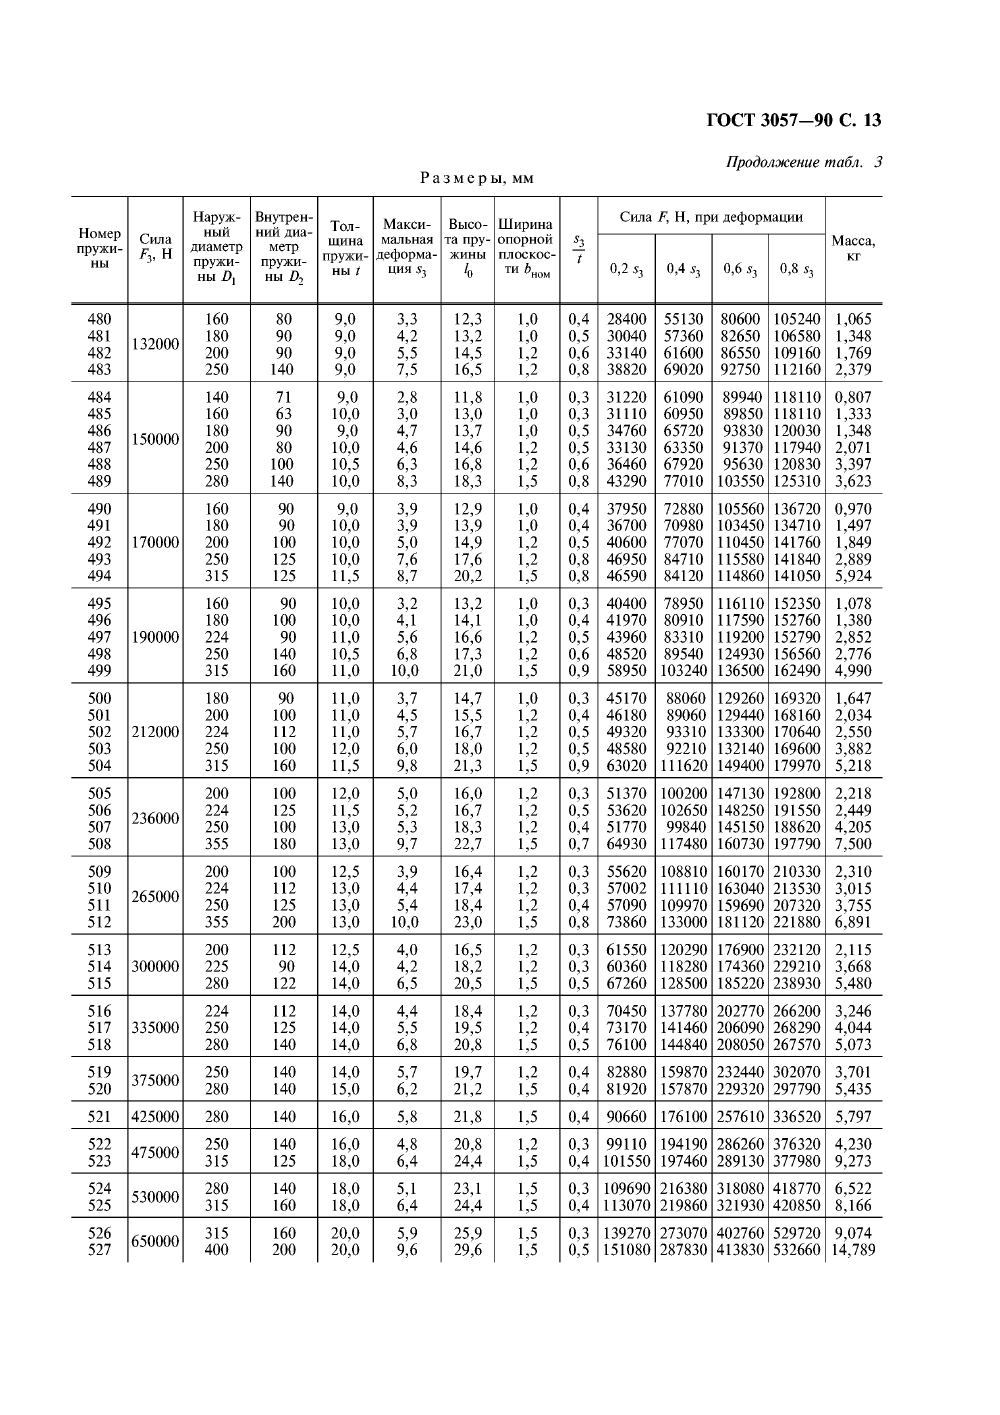 ГОСТ 3057—90 С. 13
Продолжение табл. 3
Размеры, мм
Номер пружи- ны | Сила F3, Н | Наруж- ный диаметр пружи- ны D1 | Внутрен- ний диа- метр пружи- ны D2 | Тол- щина пружи- ны t | Макси- мальная деформа- ция s3 | Высо- та пру- жины l0 | Ширина опорной плоскос- ти bном | s3/t | Сила F, Н, при деформации | Масса, кг
0,2 s3 | 0,4 s3 | 0,6 s3 | 0,8 s3
480 160 80 9,0 3,3 12,3 1,0 0,4 28400 55130 80600 105240 1,065
481 180 90 9,0 4,2 13,2 1,0 0,5 30040 57360 82650 106580 1,348
132000
482 200 90 9,0 5,5 14,5 1,2 0,6 33140 61600 86550 109160 1,769
483 250 140 9,0 7,5 16,5 1,2 0,8 38820 69020 92750 112160 2,379
484 140 71 9,0 2,8 11,8 1,0 0,3 31220 61090 89940 118110 0,807
485 160 63 10,0 3,0 13,0 1,0 0,3 31110 60950 89850 118110 1,333
486 180 90 9,0 4,7 13,7 1,0 0,5 34760 65720 93830 120030 1,348
150000
487 200 80 10,0 4,6 14,6 1,2 0,5 33130 63350 91370 117940 2,071
488 250 100 10,5 6,3 16,8 1,2 0,6 36460 67920 95630 120830 3,397
489 280 140 10,0 8,3 18,3 1,5 0,8 43290 77010 103550 125310 3,623
490 160 90 9,0 3,9 12,9 1,0 0,4 37950 72880 105560 136720 0,970
491 180 90 10,0 3,9 13,9 1,0 0,4 36700 70980 103450 134710 1,497
492 170000 200 100 10,0 5,0 14,9 1,2 0,5 40600 77070 110450 141760 1,849
493 250 125 10,0 7,6 17,6 1,2 0,8 46950 84710 115580 141840 2,889
494 315 125 11,5 8,7 20,2 1,5 0,8 46590 84120 114860 141050 5,924
495 160 90 10,0 3,2 13,2 1,0 0,3 40400 78950 116110 152350 1,078
496 180 100 10,0 4,1 14,1 1,0 0,4 41970 80910 117590 152760 1,380
497 190000 224 90 11,0 5,6 16,6 1,2 0,5 43960 83310 119200 152790 2,852
498 250 140 10,5 6,8 17,3 1,2 0,6 48520 89540 124930 156560 2,776
499 315 160 11,0 10,0 21,0 1,5 0,9 58950 103240 136500 162490 4,990
500 180 90 11,0 3,7 14,7 1,0 0,3 45170 88060 129260 169320 1,647
501 200 100 11,0 4,5 15,5 1,2 0,4 46180 89060 129440 168160 2,034
502 212000 224 112 11,0 5,7 16,7 1,2 0,5 49320 93310 133300 170640 2,550
503 250 100 12,0 6,0 18,0 1,2 0,5 48580 92210 132140 169600 3,882
504 315 160 11,5 9,8 21,3 1,5 0,9 63020 111620 149400 179970 5,218
505 200 100 12,0 5,0 16,0 1,2 0,3 51370 100200 147130 192800 2,218
506 224 125 11,5 5,2 16,7 1,2 0,5 53620 102650 148250 191550 2,449
236000
507 250 100 13,0 5,3 18,3 1,2 0,4 51770 99840 145150 188620 4,205
508 355 180 13,0 9,7 22,7 1,5 0,7 64930 117480 160730 197790 7,500
509 200 100 12,5 3,9 16,4 1,2 0,3 55620 108810 160170 210330 2,310
510 224 112 13,0 4,4 17,4 1,2 0,3 57002 111110 163040 213530 3,015
265000
511 250 125 13,0 5,4 18,4 1,2 0,4 57090 109970 159690 207320 3,755
512 355 200 13,0 10,0 23,0 1,5 0,8 73860 133000 181120 221880 6,891
513 200 112 12,5 4,0 16,5 1,2 0,3 61550 120290 176900 232120 2,115
514 300000 225 90 14,0 4,2 18,2 1,2 0,3 60360 118280 174360 229210 3,668
515 280 122 14,0 6,5 20,5 1,5 0,5 67260 128500 185220 238930 5,480
516 224 112 14,0 4,4 18,4 1,2 0,3 70450 137780 202770 266200 3,246
517 335000 250 125 14,0 5,5 19,5 1,2 0,4 73170 141460 206090 268290 4,044
518 280 140 14,0 6,8 20,8 1,5 0,5 76100 144840 208050 267570 5,073
519 250 140 14,0 5,7 19,7 1,2 0,4 82880 159870 232440 302070 3,701
375000
520 280 140 15,0 6,2 21,2 1,5 0,4 81920 157870 229320 297790 5,435
521 425000 280 140 16,0 5,8 21,8 1,5 0,4 90660 176100 257610 336520 5,797
522 250 140 16,0 4,8 20,8 1,2 0,3 99110 194190 286260 376320 4,230
475000
523 315 125 18,0 6,4 24,4 1,5 0,4 101550 197460 289130 377980 9,273
524 280 140 18,0 5,1 23,1 1,5 0,3 109690 216380 318080 418770 6,522
530000
525 315 160 18,0 6,4 24,4 1,5 0,4 113070 219860 321930 420850 8,166
526 315 160 20,0 5,9 25,9 1,5 0,3 139270 273070 402760 529720 9,074
650000
527 400 200 20,0 9,6 29,6 1,5 0,5 151080 287830 413830 532660 14,789